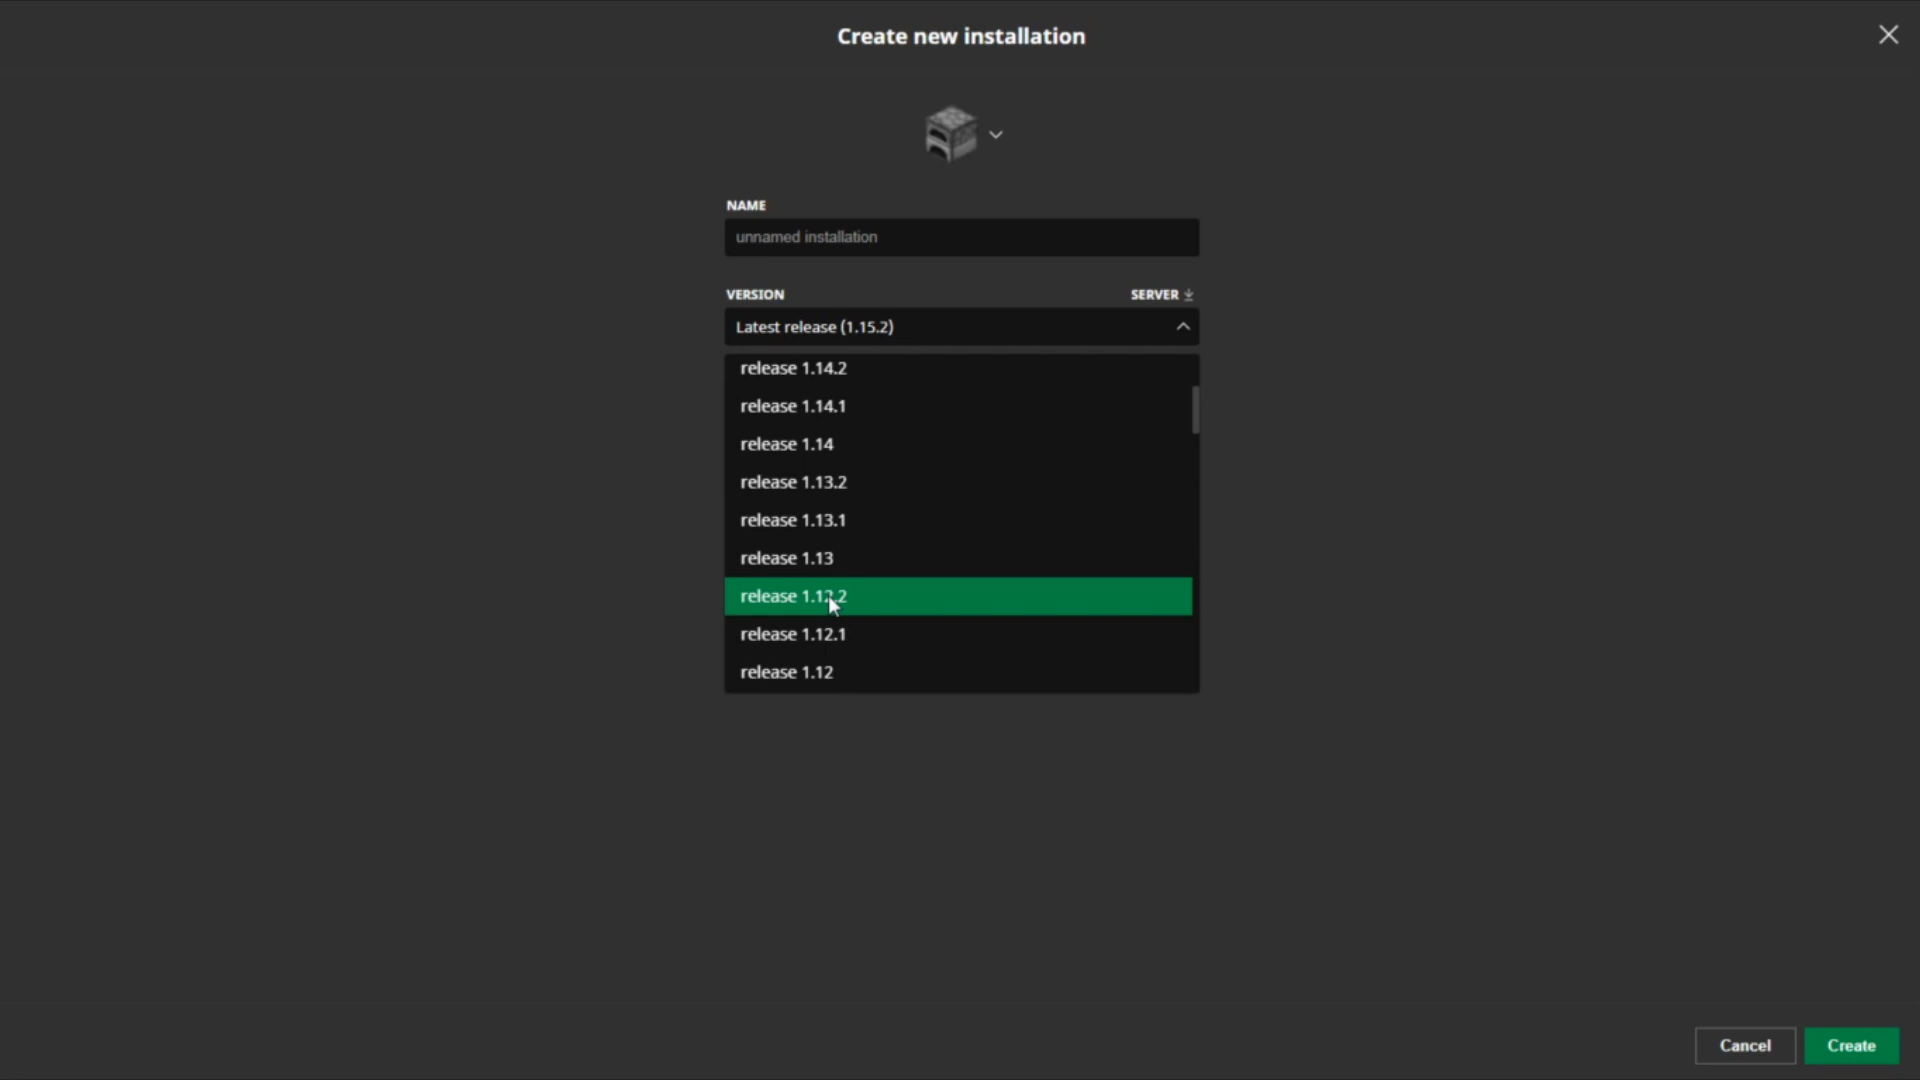 Create new installation
NAME
unnamed installation
VERSION
SERVER
Latest release (1.15.2)
release 1.14.2
release 1.14.1
release 1.14
release 1.13.2
release 1.13.1
release 1.13
release 1.12.2
release 1.12.1
release 1.12
Cancel
Create